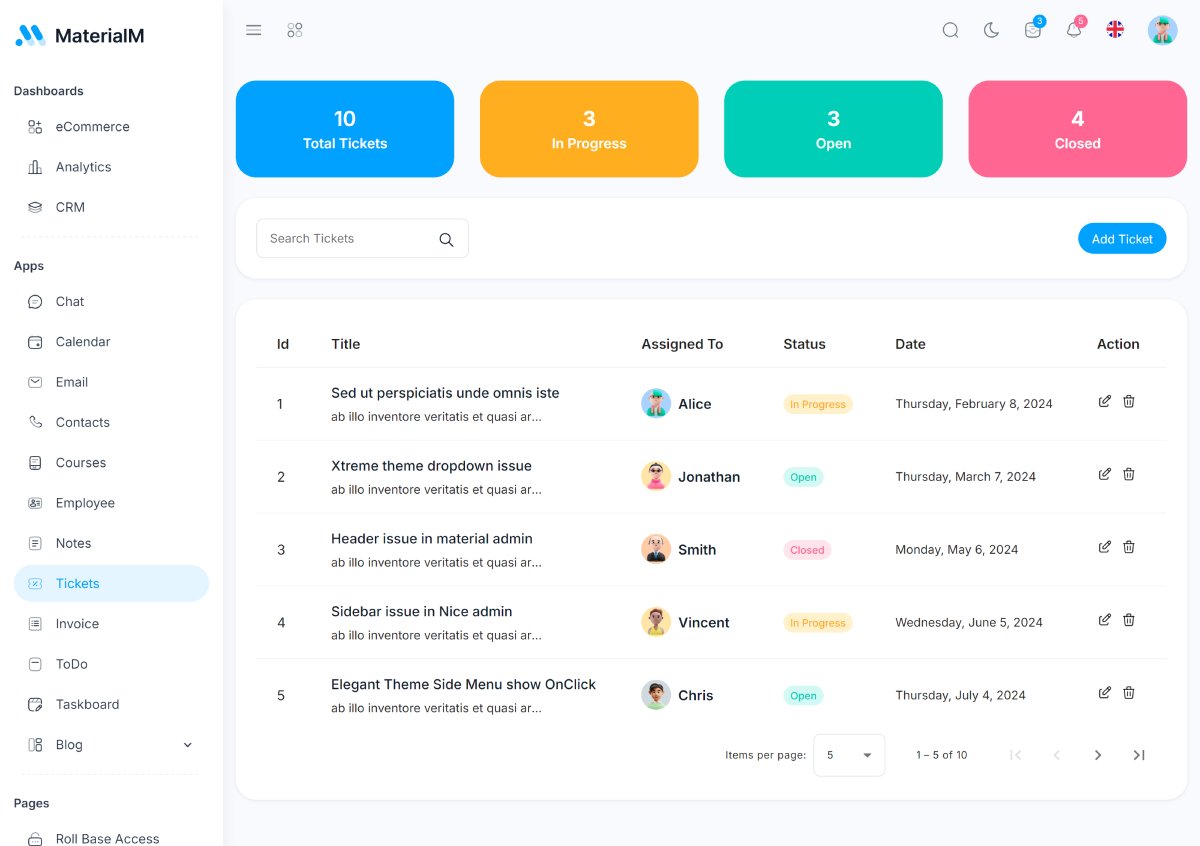 MaterialM
3
5
Dashboards
eCommerce
Analytics
CRM
Apps
Chat
Calendar
Email
Contacts
Courses
Employee
Notes
Tickets
Invoice
ToDo
Taskboard
Blog
Pages
Roll Base Access
10
Total Tickets
3
In Progress
3
Open
4
Closed
Search Tickets
Add Ticket
Id Title Assigned To Status Date Action
1 Sed ut perspiciatis unde omnis iste Alice In Progress Thursday, February 8, 2024
ab illo inventore veritatis et quasi ar...
2 Xtreme theme dropdown issue Jonathan Open Thursday, March 7, 2024
ab illo inventore veritatis et quasi ar...
3 Header issue in material admin Smith Closed Monday, May 6, 2024
ab illo inventore veritatis et quasi ar...
4 Sidebar issue in Nice admin Vincent In Progress Wednesday, June 5, 2024
ab illo inventore veritatis et quasi ar...
5 Elegant Theme Side Menu show OnClick Chris Open Thursday, July 4, 2024
ab illo inventore veritatis et quasi ar...
Items per page: 5 1 – 5 of 10